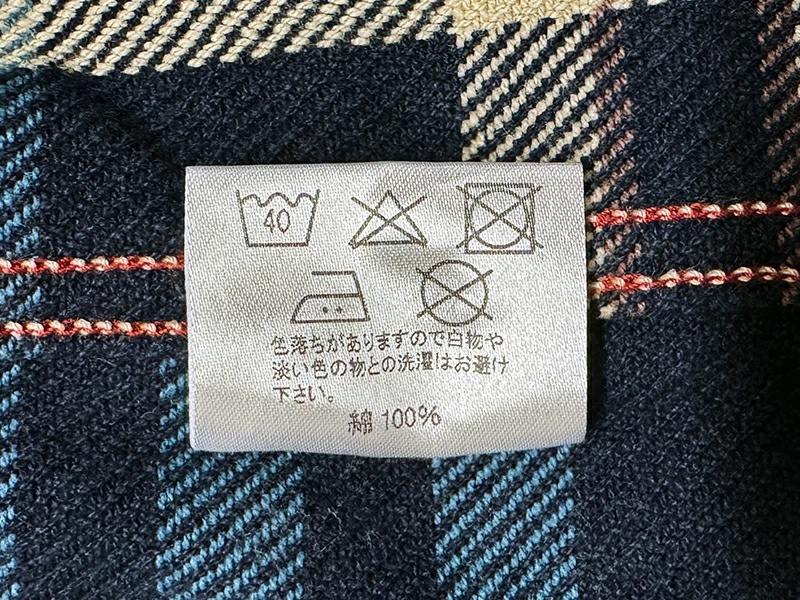 40
色落ちがありますので白物や
淡い色の物との洗濯はお避け
下さい。
綿 100%